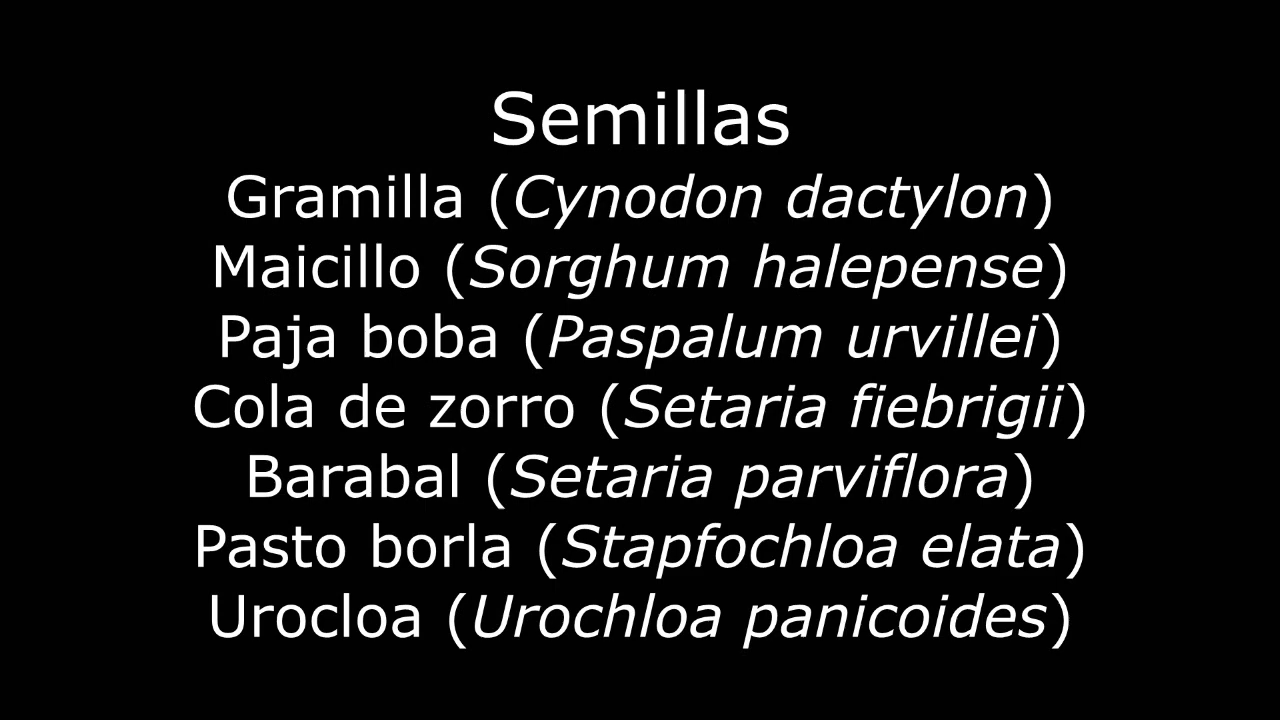 Semillas
Gramilla (Cynodon dactylon)
Maicillo (Sorghum halepense)
Paja boba (Paspalum urvillei)
Cola de zorro (Setaria fiebrigii)
Barabal (Setaria parviflora)
Pasto borla (Stapfochloa elata)
Urocloa (Urochloa panicoides)